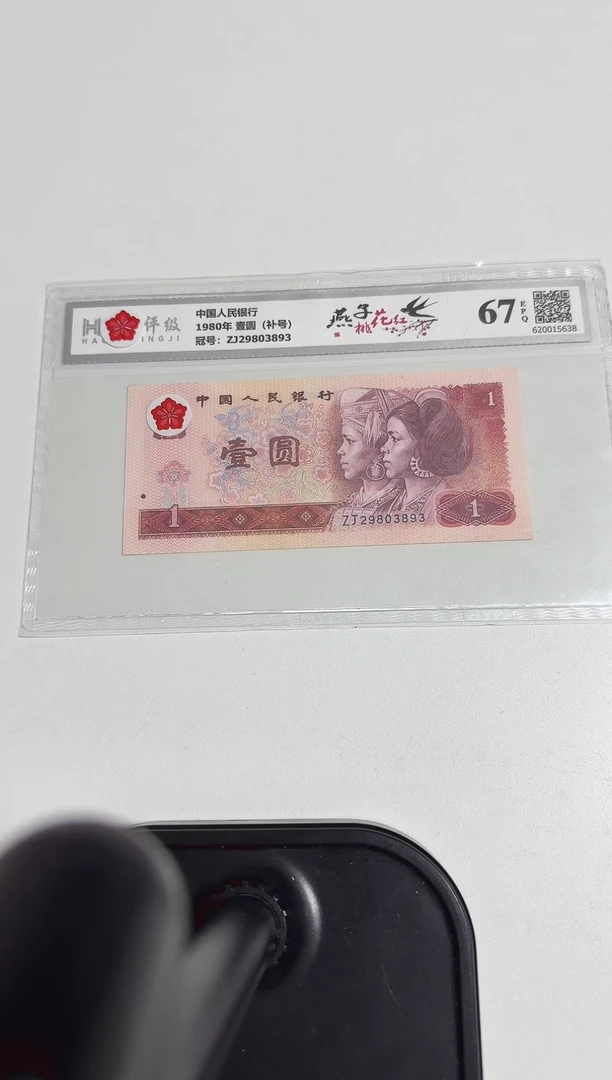 H 评级
HA INGJI
中国人民银行
1980年 壹圆（补号）
冠号：ZJ29803893
燕子
桃花红
67
EPQ
620015638
中国人民银行
1
壹圆
ZJ29803893
1
1